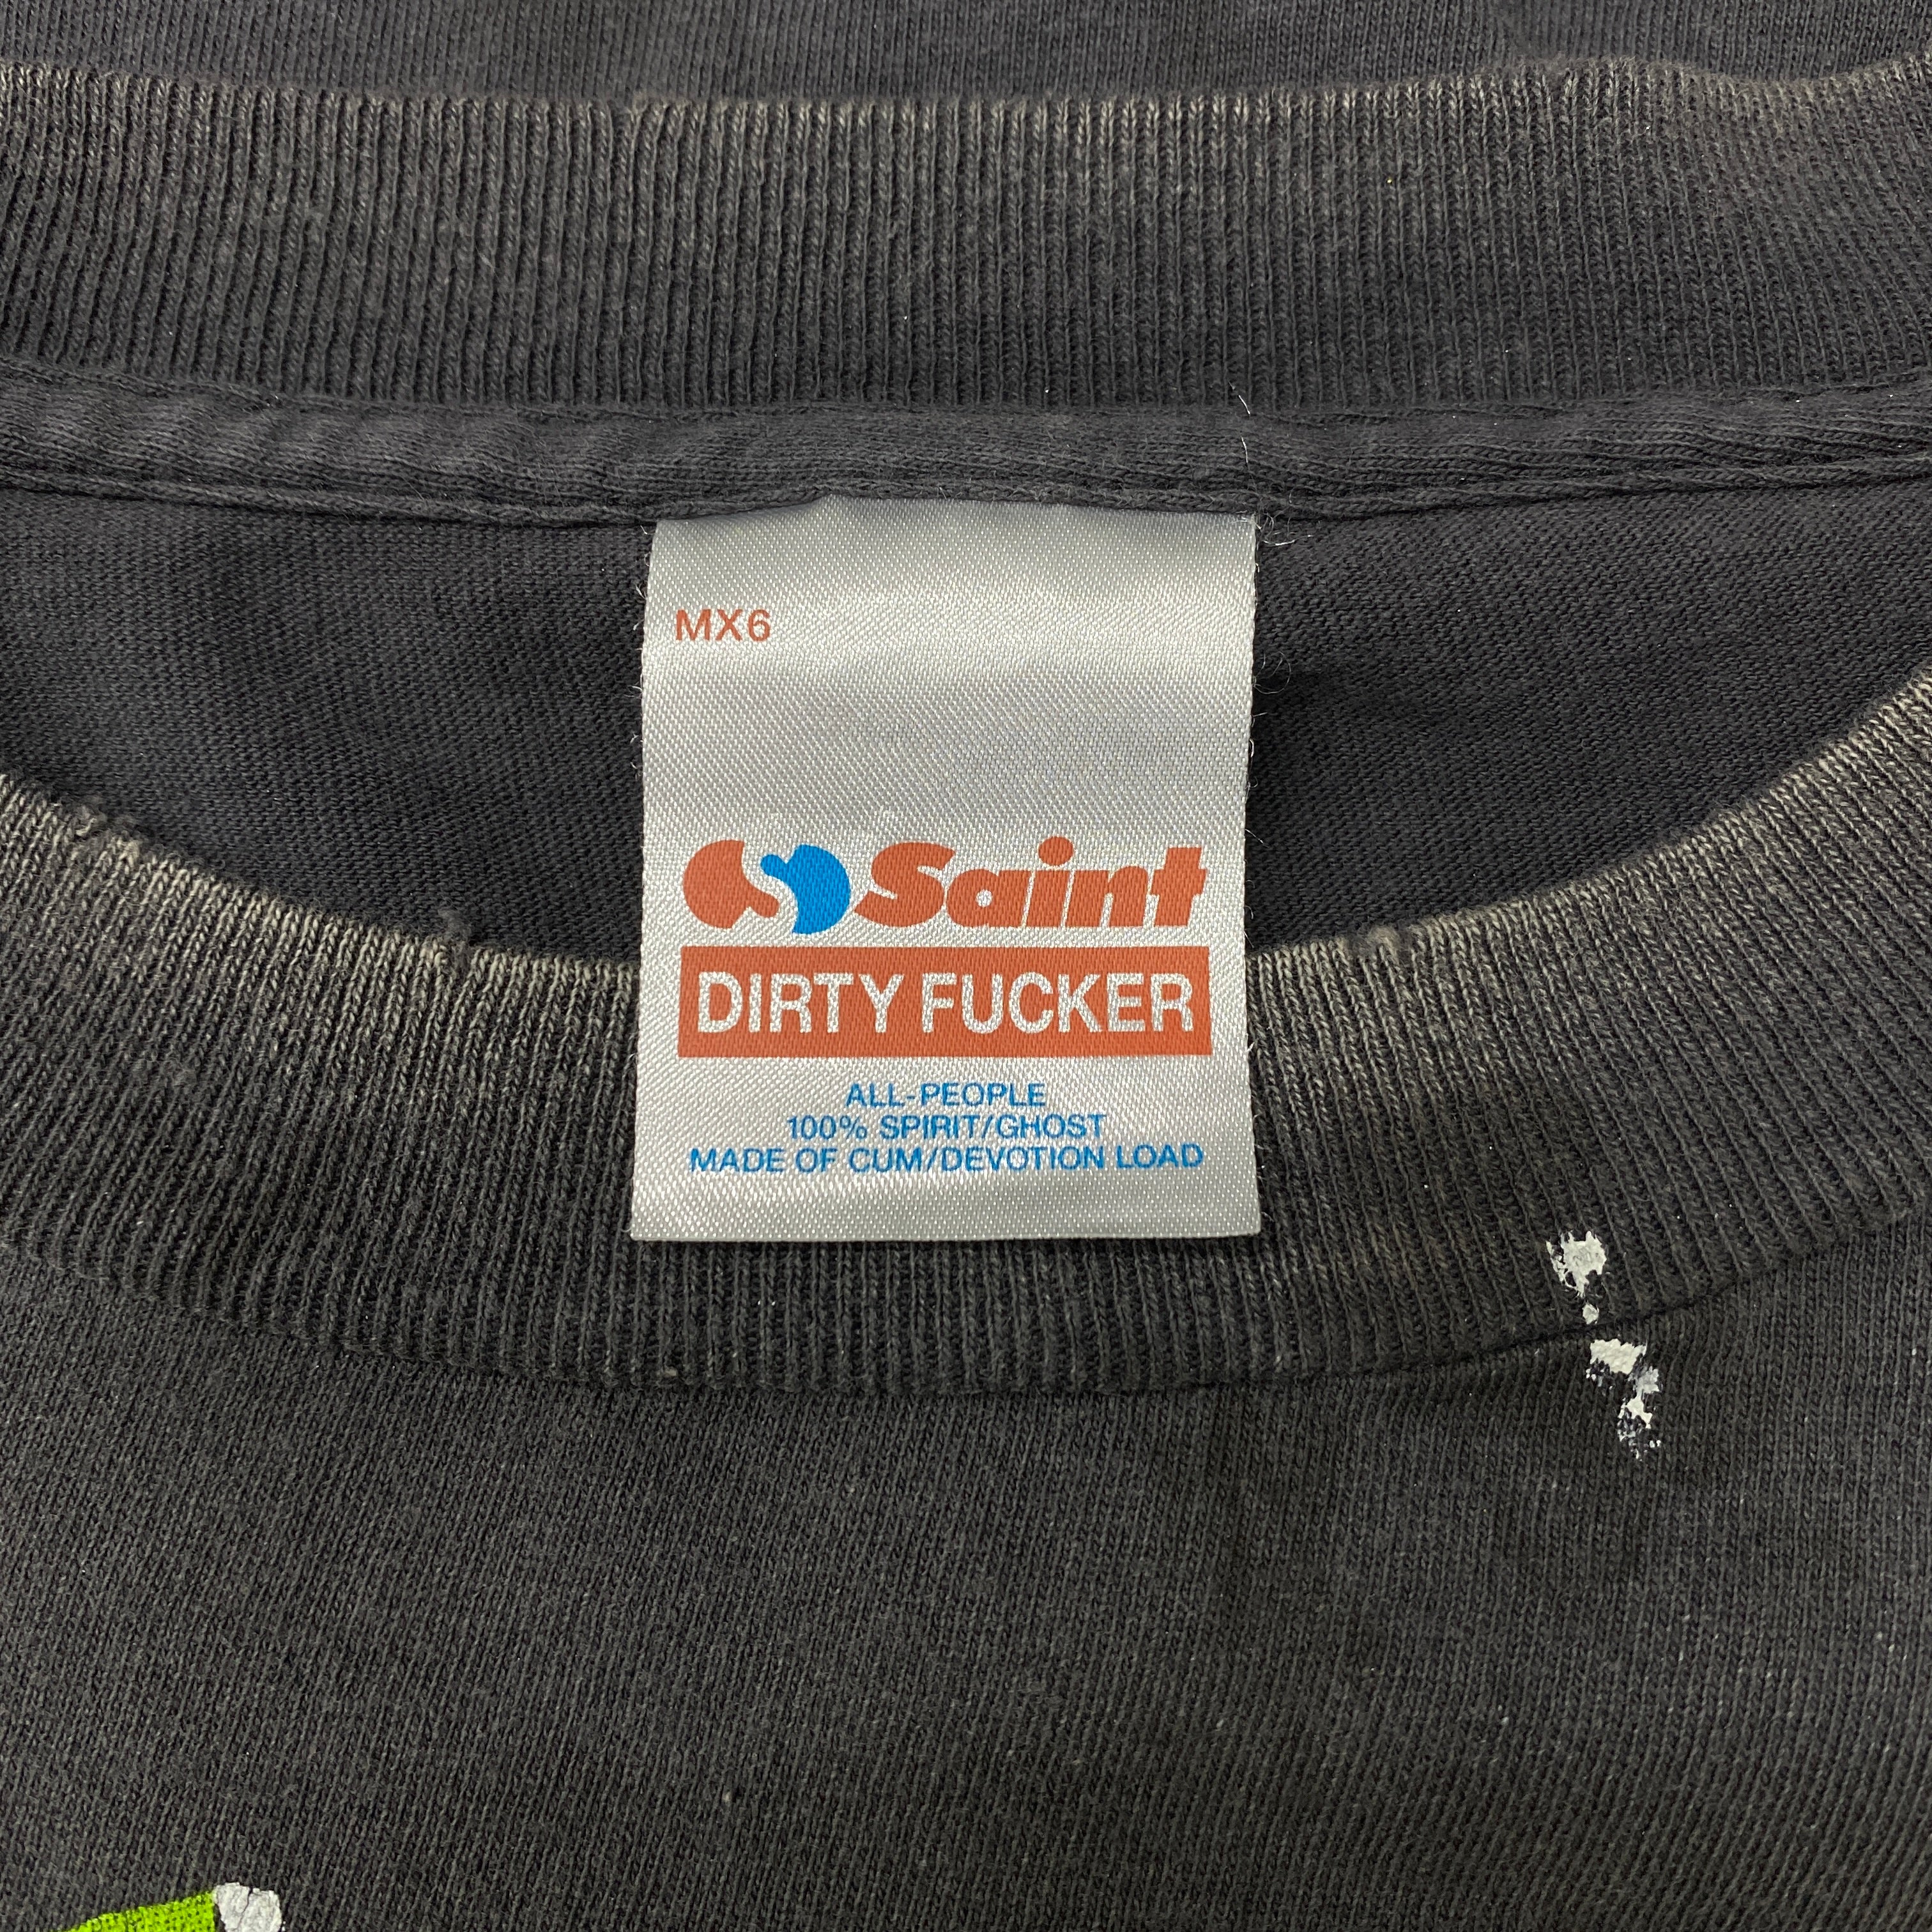 MX6
Saint
DIRTY FUCKER
ALL-PEOPLE
100% SPIRIT/GHOST
MADE OF CUM/DEVOTION LOAD